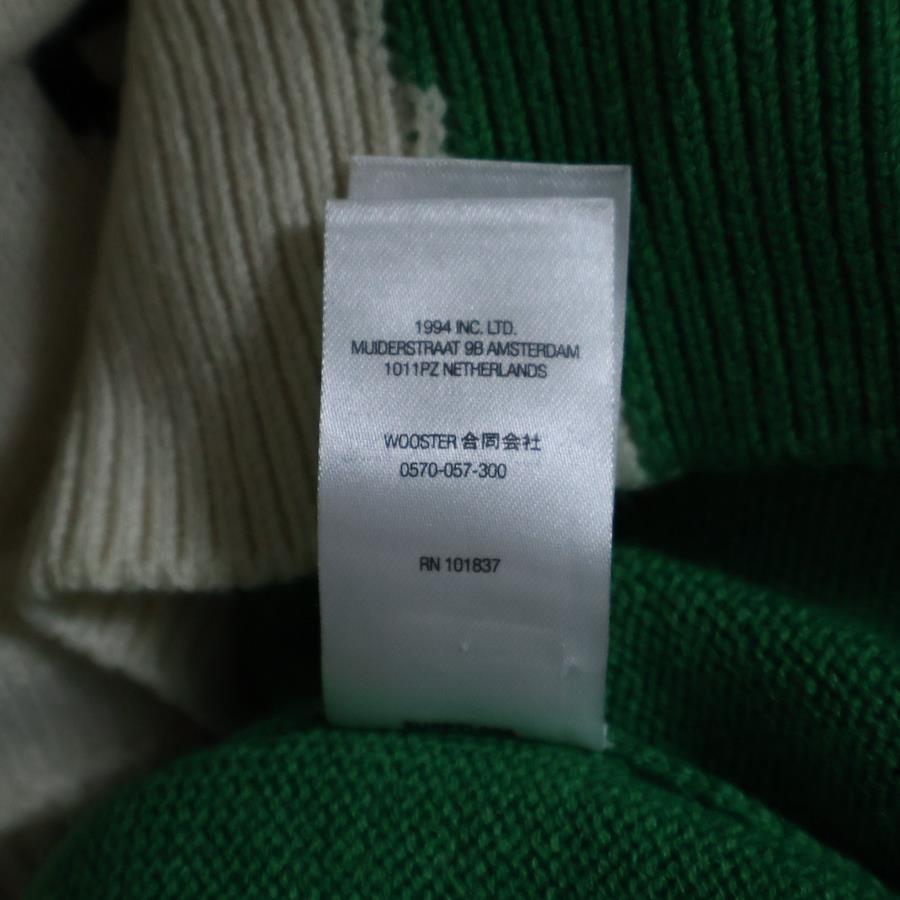 1994 INC. LTD.
MUIDERSTRAAT 9B AMSTERDAM
1011PZ NETHERLANDS
WOOSTER 合同会社
0570-057-300
RN 101837